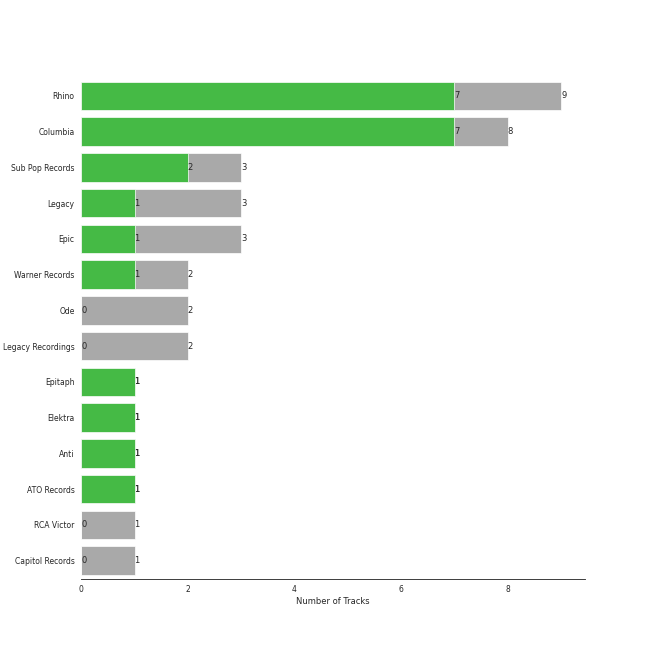 Rhino 7 9
Columbia 7 8
Sub Pop Records 2 3
Legacy 1 3
Epic 1 3
Warner Records 1 2
Ode 0 2
Legacy Recordings 0 2
Epitaph 1
Elektra 1
Anti 1
ATO Records 1
RCA Victor 0 1
Capitol Records 0 1
0 2 4 6 8
Number of Tracks